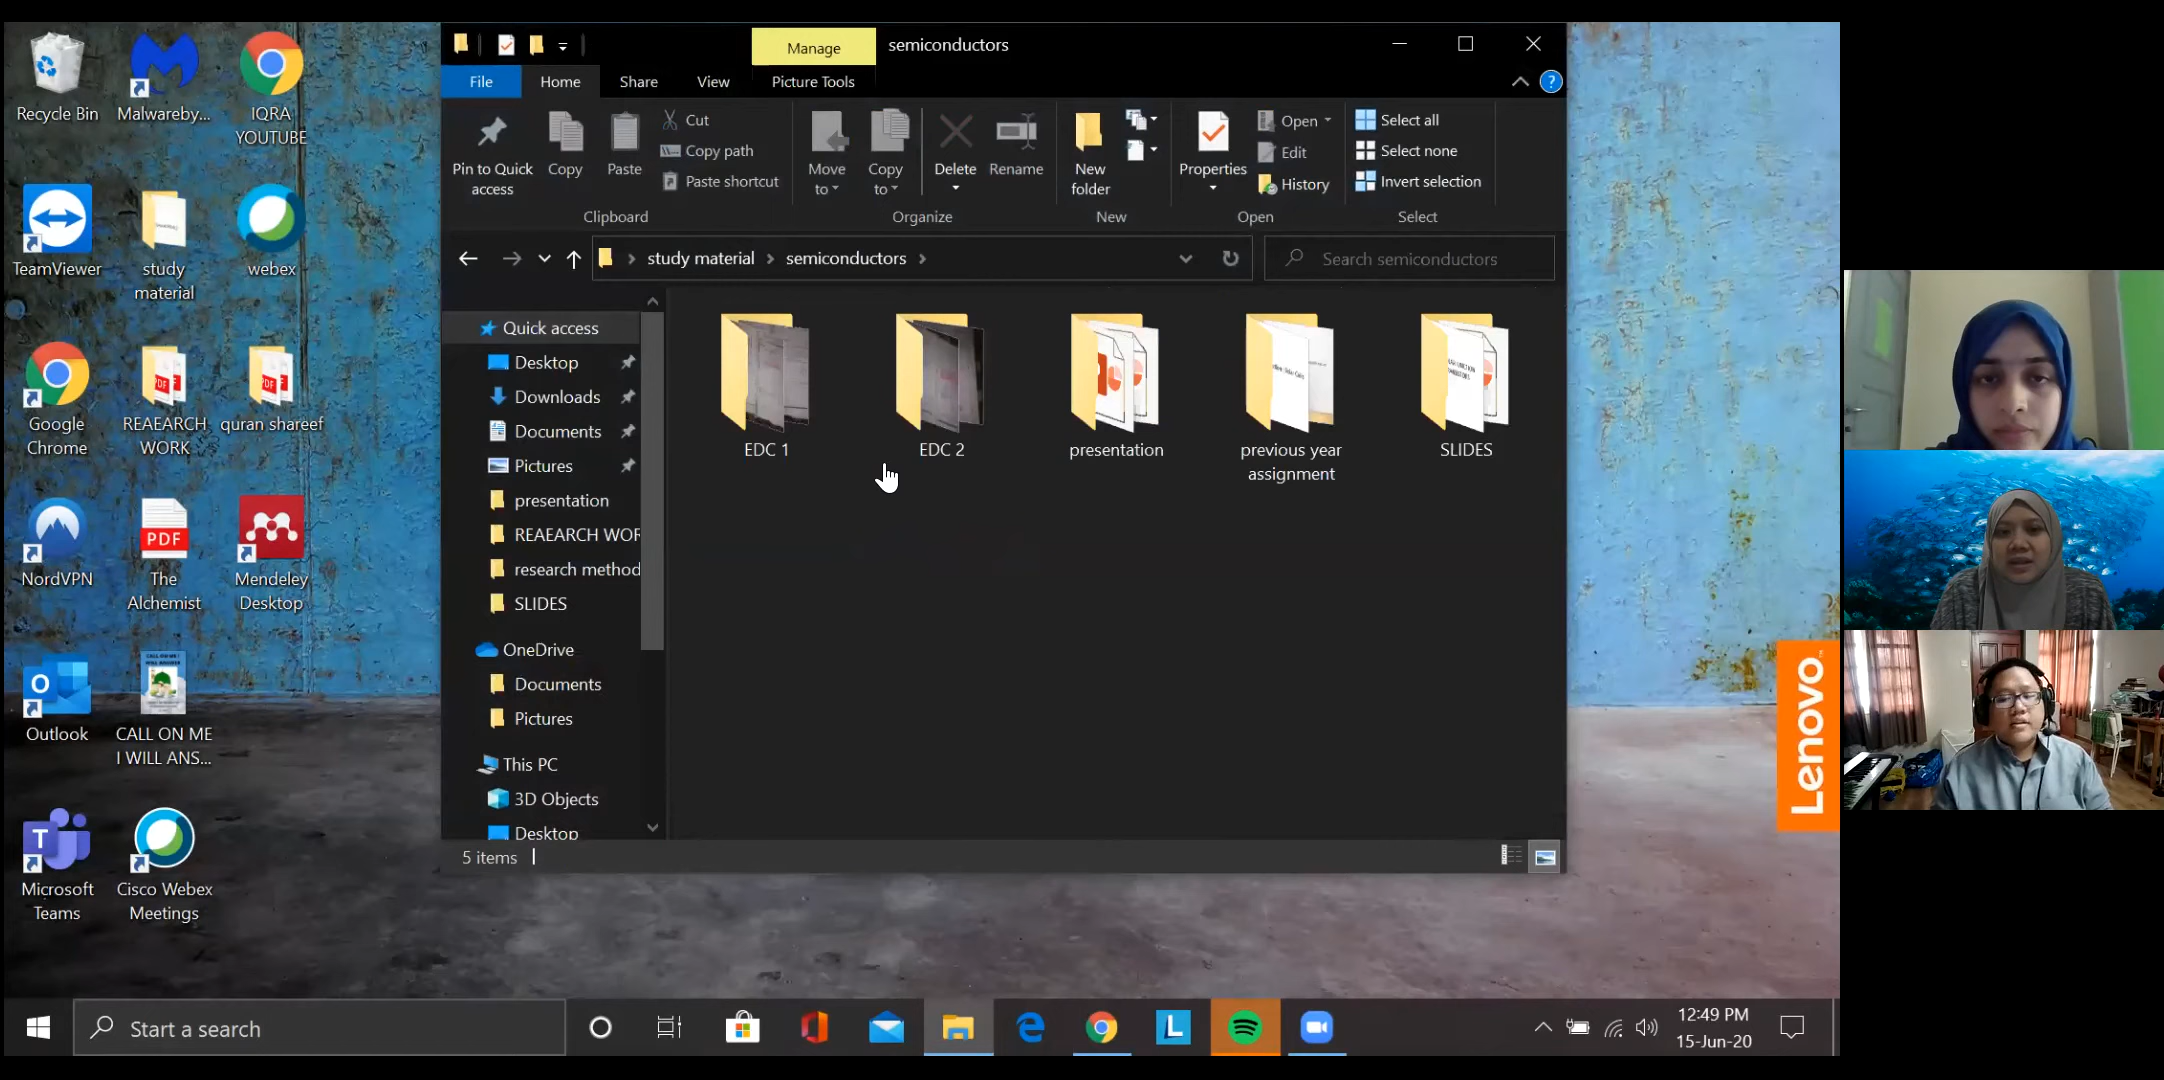 Manage
semiconductors
File
Home
Share
View
Picture Tools
Pin to Quick
access
Copy
Paste
Cut
Copy path
Paste shortcut
Clipboard
Move
to
Copy
to
Delete
Rename
Organize
New
folder
New
Properties
Open
Edit
History
Open
Select all
Select none
Invert selection
Select
study material
semiconductors
Search semiconductors
Quick access
Desktop
Downloads
Documents
Pictures
presentation
REAEARCH WOR
research method
SLIDES
OneDrive
Documents
Pictures
This PC
3D Objects
Desktop
EDC 1
EDC 2
presentation
previous year
assignment
SLIDES
5 items
Recycle Bin
Malwareby...
IQRA
YOUTUBE
TeamViewer
study
material
webex
Google
Chrome
PDF
REAEARCH
WORK
PDF
quran shareef
NordVPN
PDF
The
Alchemist
Mendeley
Desktop
Outlook
CALL ON ME
I WILL ANS...
Microsoft
Teams
Cisco Webex
Meetings
Lenovo
Start a search
12:49 PM
15-Jun-20